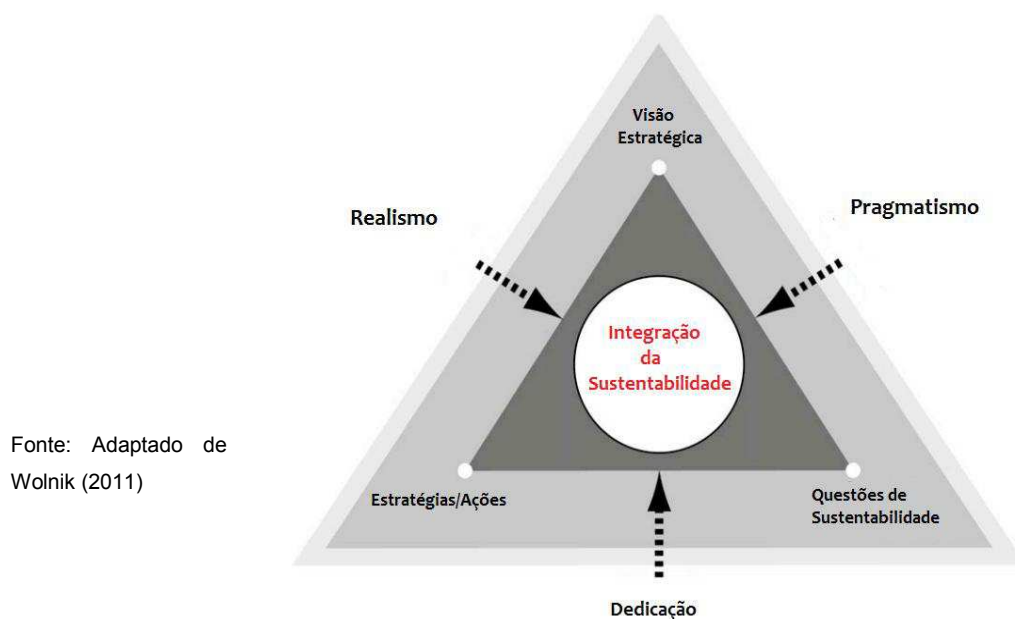 Visão
Estratégica
Realismo
Pragmatismo
Integração
da
Sustentabilidade
Fonte: Adaptado de
Wolnik (2011)
Estratégias/Ações
Questões de
Sustentabilidade
Dedicação